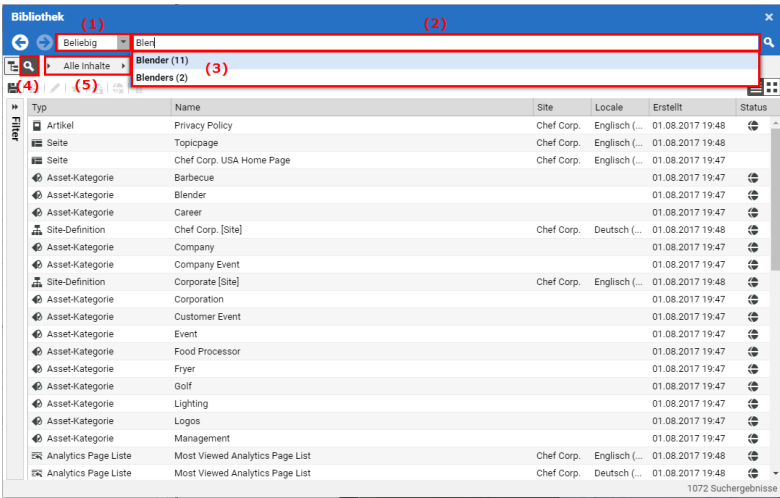 Bibliothek
(1)
(2)
Beliebig
Blen
Alle Inhalte
Blender (11)
Blenders (2)
(3)
(4)
(5)
Filter
Typ Name Site Locale Erstellt Status
Artikel Privacy Policy Chef Corp. Englisch (... 01.08.2017 19:48
Seite Topicpage Chef Corp. Englisch (... 01.08.2017 19:48
Seite Chef Corp. USA Home Page Chef Corp. Englisch (... 01.08.2017 19:47
Asset-Kategorie Barbecue 01.08.2017 19:47
Asset-Kategorie Blender 01.08.2017 19:47
Asset-Kategorie Career 01.08.2017 19:47
Site-Definition Chef Corp. [Site] Chef Corp. Deutsch (... 01.08.2017 19:48
Asset-Kategorie Company 01.08.2017 19:47
Asset-Kategorie Company Event 01.08.2017 19:47
Site-Definition Corporate [Site] Chef Corp. Englisch (... 01.08.2017 19:48
Asset-Kategorie Corporation 01.08.2017 19:47
Asset-Kategorie Customer Event 01.08.2017 19:47
Asset-Kategorie Event 01.08.2017 19:47
Asset-Kategorie Food Processor 01.08.2017 19:47
Asset-Kategorie Fryer 01.08.2017 19:47
Asset-Kategorie Golf 01.08.2017 19:47
Asset-Kategorie Lighting 01.08.2017 19:47
Asset-Kategorie Logos 01.08.2017 19:47
Asset-Kategorie Management 01.08.2017 19:47
Analytics Page Liste Most Viewed Analytics Page List Chef Corp. Englisch (... 01.08.2017 19:48
Analytics Page Liste Most Viewed Analytics Page List Chef Corp. Deutsch (... 01.08.2017 19:47
1072 Suchergebnisse